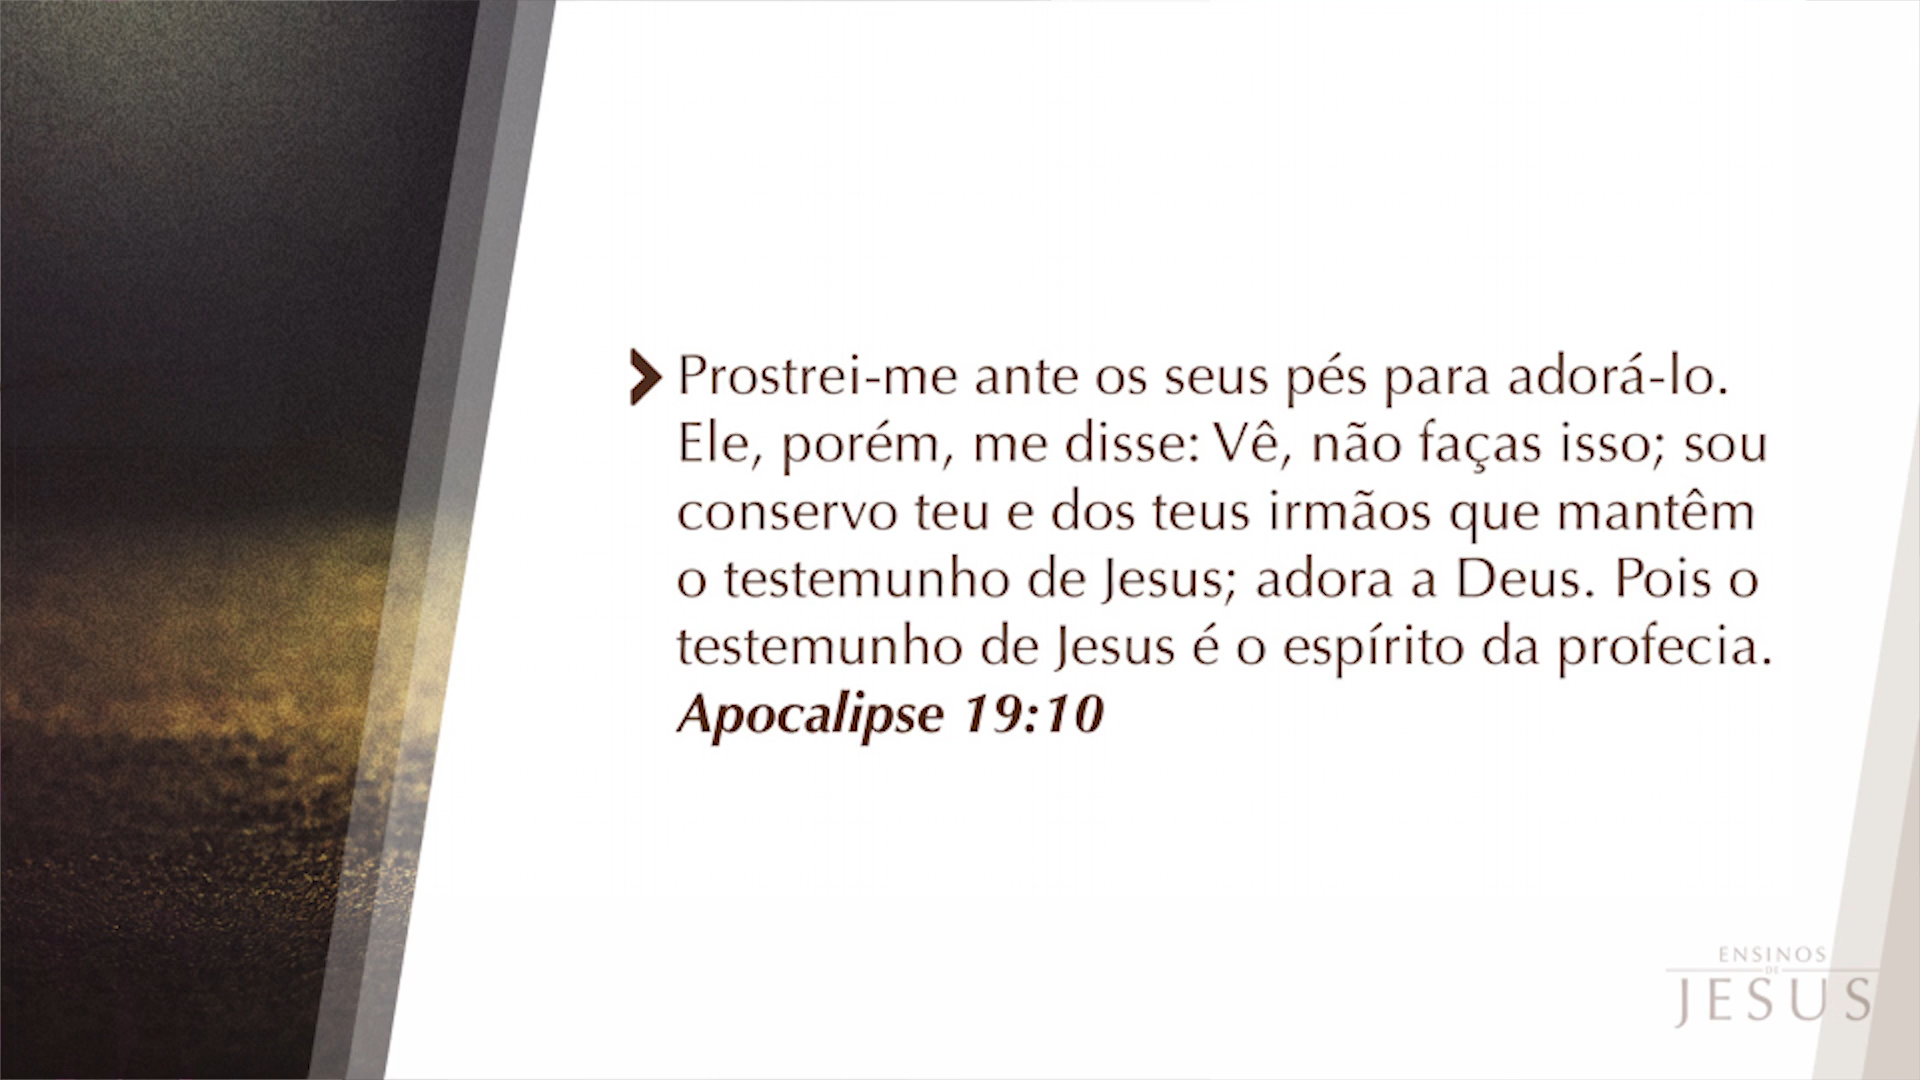 Prostrei-me ante os seus pés para adorá-lo.
Ele, porém, me disse: Vê, não faças isso; sou
conservo teu e dos teus irmãos que mantêm
o testemunho de Jesus; adora a Deus. Pois o
testemunho de Jesus é o espírito da profecia.
Apocalipse 19:10
ENSINOS
DE
JESUS